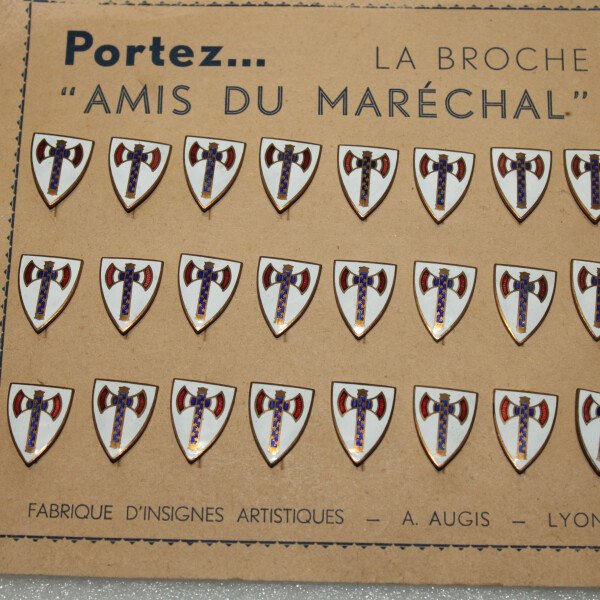 Portez... LA BROCHE
"AMIS DU MARÉCHAL"
FABRIQUE D'INSIGNES ARTISTIQUES — A. AUGIS — LYON